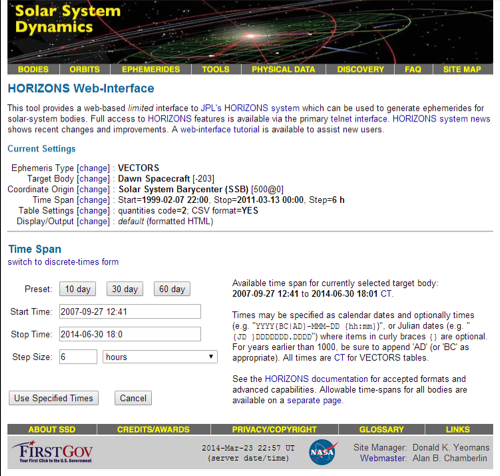 Solar System
Dynamics
BODIES ORBITS EPHEMERIDES TOOLS PHYSICAL DATA DISCOVERY FAQ SITE MAP
HORIZONS Web-Interface
This tool provides a web-based limited interface to JPL's HORIZONS system which can be used to generate ephemerides for
solar-system bodies. Full access to HORIZONS features is available via the primary telnet interface. HORIZONS system news
shows recent changes and improvements. A web-interface tutorial is available to assist new users.
Current Settings
Ephemeris Type [change] : VECTORS
Target Body [change] : Dawn Spacecraft [-203]
Coordinate Origin [change] : Solar System Barycenter (SSB) [500@0]
Time Span [change] : Start=1999-02-07 22:00, Stop=2011-03-13 00:00, Step=6 h
Table Settings [change] : quantities code=2; CSV format=YES
Display/Output [change] : default (formatted HTML)
Time Span
switch to discrete-times form
Preset: 10 day 30 day 60 day
Start Time: 2007-09-27 12:41
Stop Time: 2014-06-30 18:0
Step Size: 6 hours
Use Specified Times Cancel
Available time span for currently selected target body:
2007-09-27 12:41 to 2014-06-30 18:01 CT.
Times may be specified as calendar dates and optionally times
(e.g. "YYYY{BC|AD}-MMM-DD {hh:mm}"), or Julian dates (e.g. "
{JD }DDDDDDD.DDDD") where items in curly braces {} are optional.
For years earlier than 1000, be sure to append 'AD' (or 'BC' as
appropriate). All times are CT for VECTORS tables.
See the HORIZONS documentation for accepted formats and
advanced capabilities. Allowable time-spans for all bodies are
available on a separate page.
ABOUT SSD CREDITS/AWARDS PRIVACY/COPYRIGHT GLOSSARY LINKS
FIRSTGOV
Your First Click to the U.S. Government
2014-Mar-23 22:57 UT
(server date/time)
NASA
Site Manager: Donald K. Yeomans
Webmaster: Alan B. Chamberlin